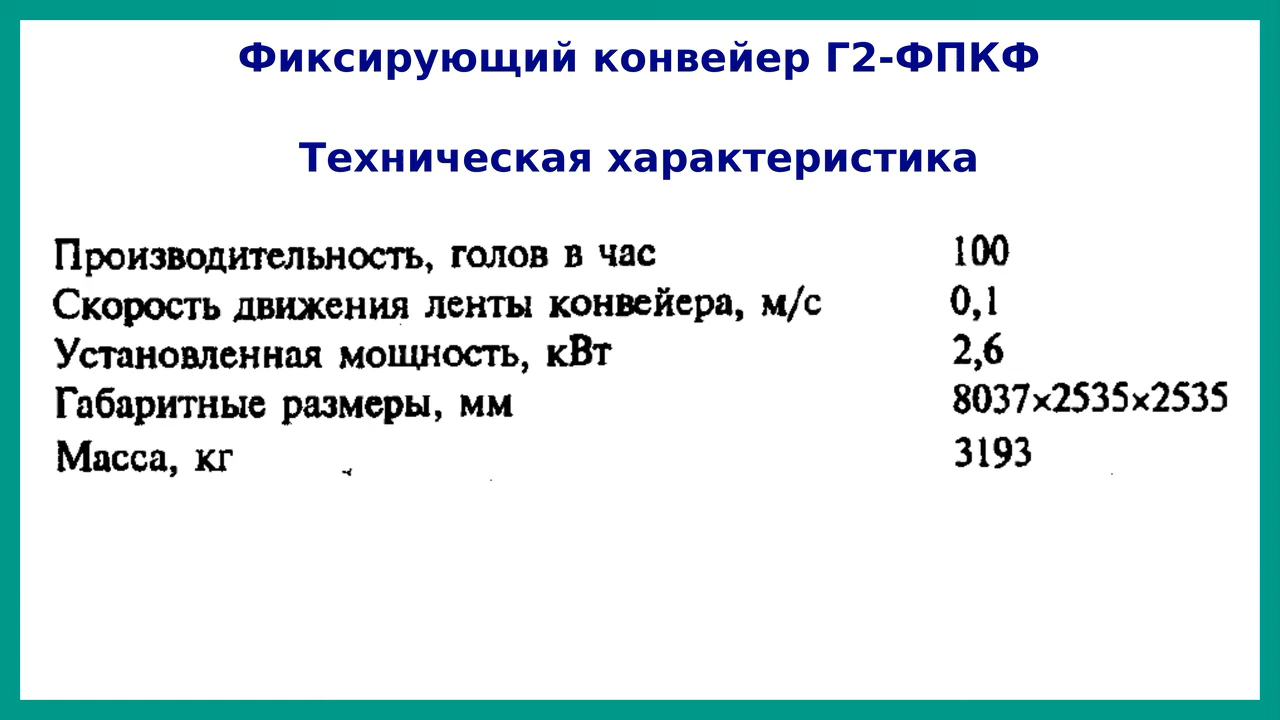 Фиксирующий конвейер Г2-ФПКФ
Техническая характеристика
Производительность, голов в час 100
Скорость движения ленты конвейера, м/с 0,1
Установленная мощность, кВт 2,6
Габаритные размеры, мм 8037×2535×2535
Масса, кг 3193